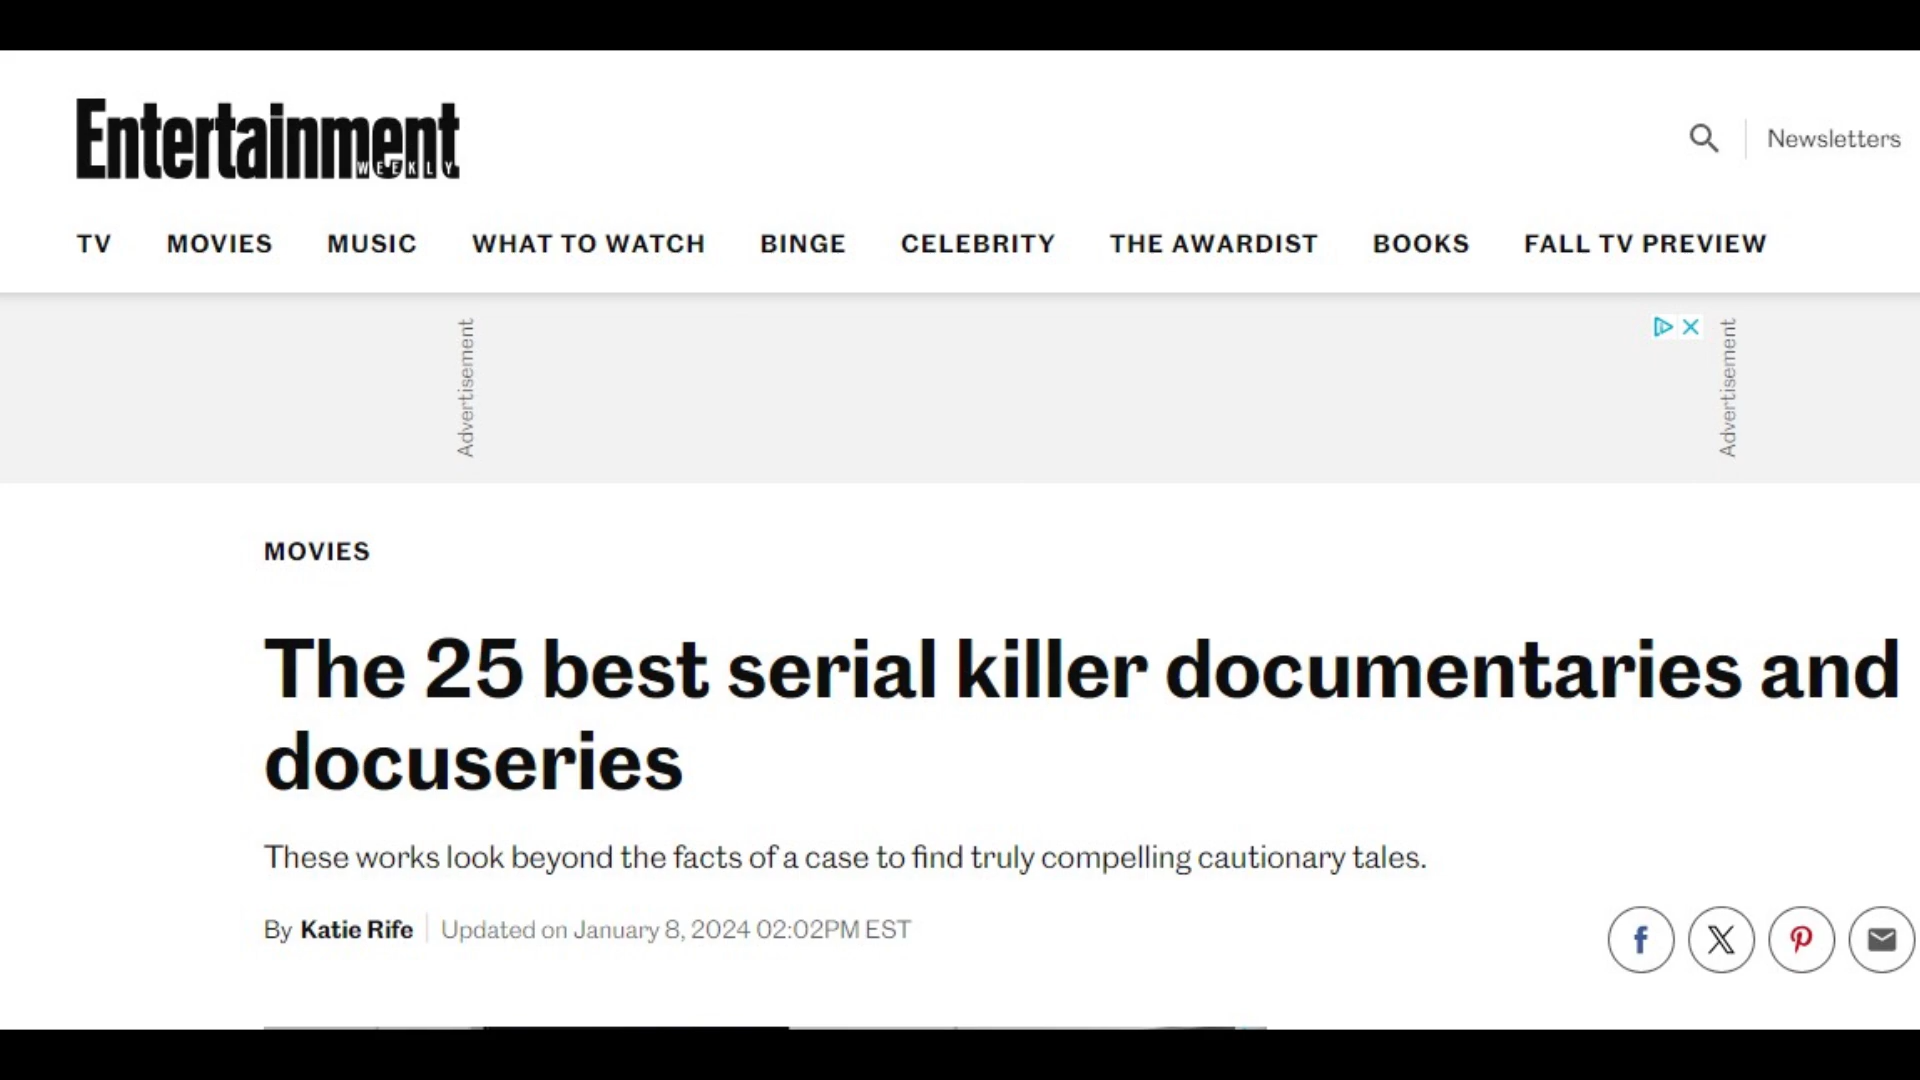 Entertainment
WEEKLY
Newsletters
TV MOVIES MUSIC WHAT TO WATCH BINGE CELEBRITY THE AWARDIST BOOKS FALL TV PREVIEW
Advertisement
Advertisement
MOVIES
The 25 best serial killer documentaries and
docuseries
These works look beyond the facts of a case to find truly compelling cautionary tales.
By Katie Rife Updated on January 8, 2024 02:02PM EST